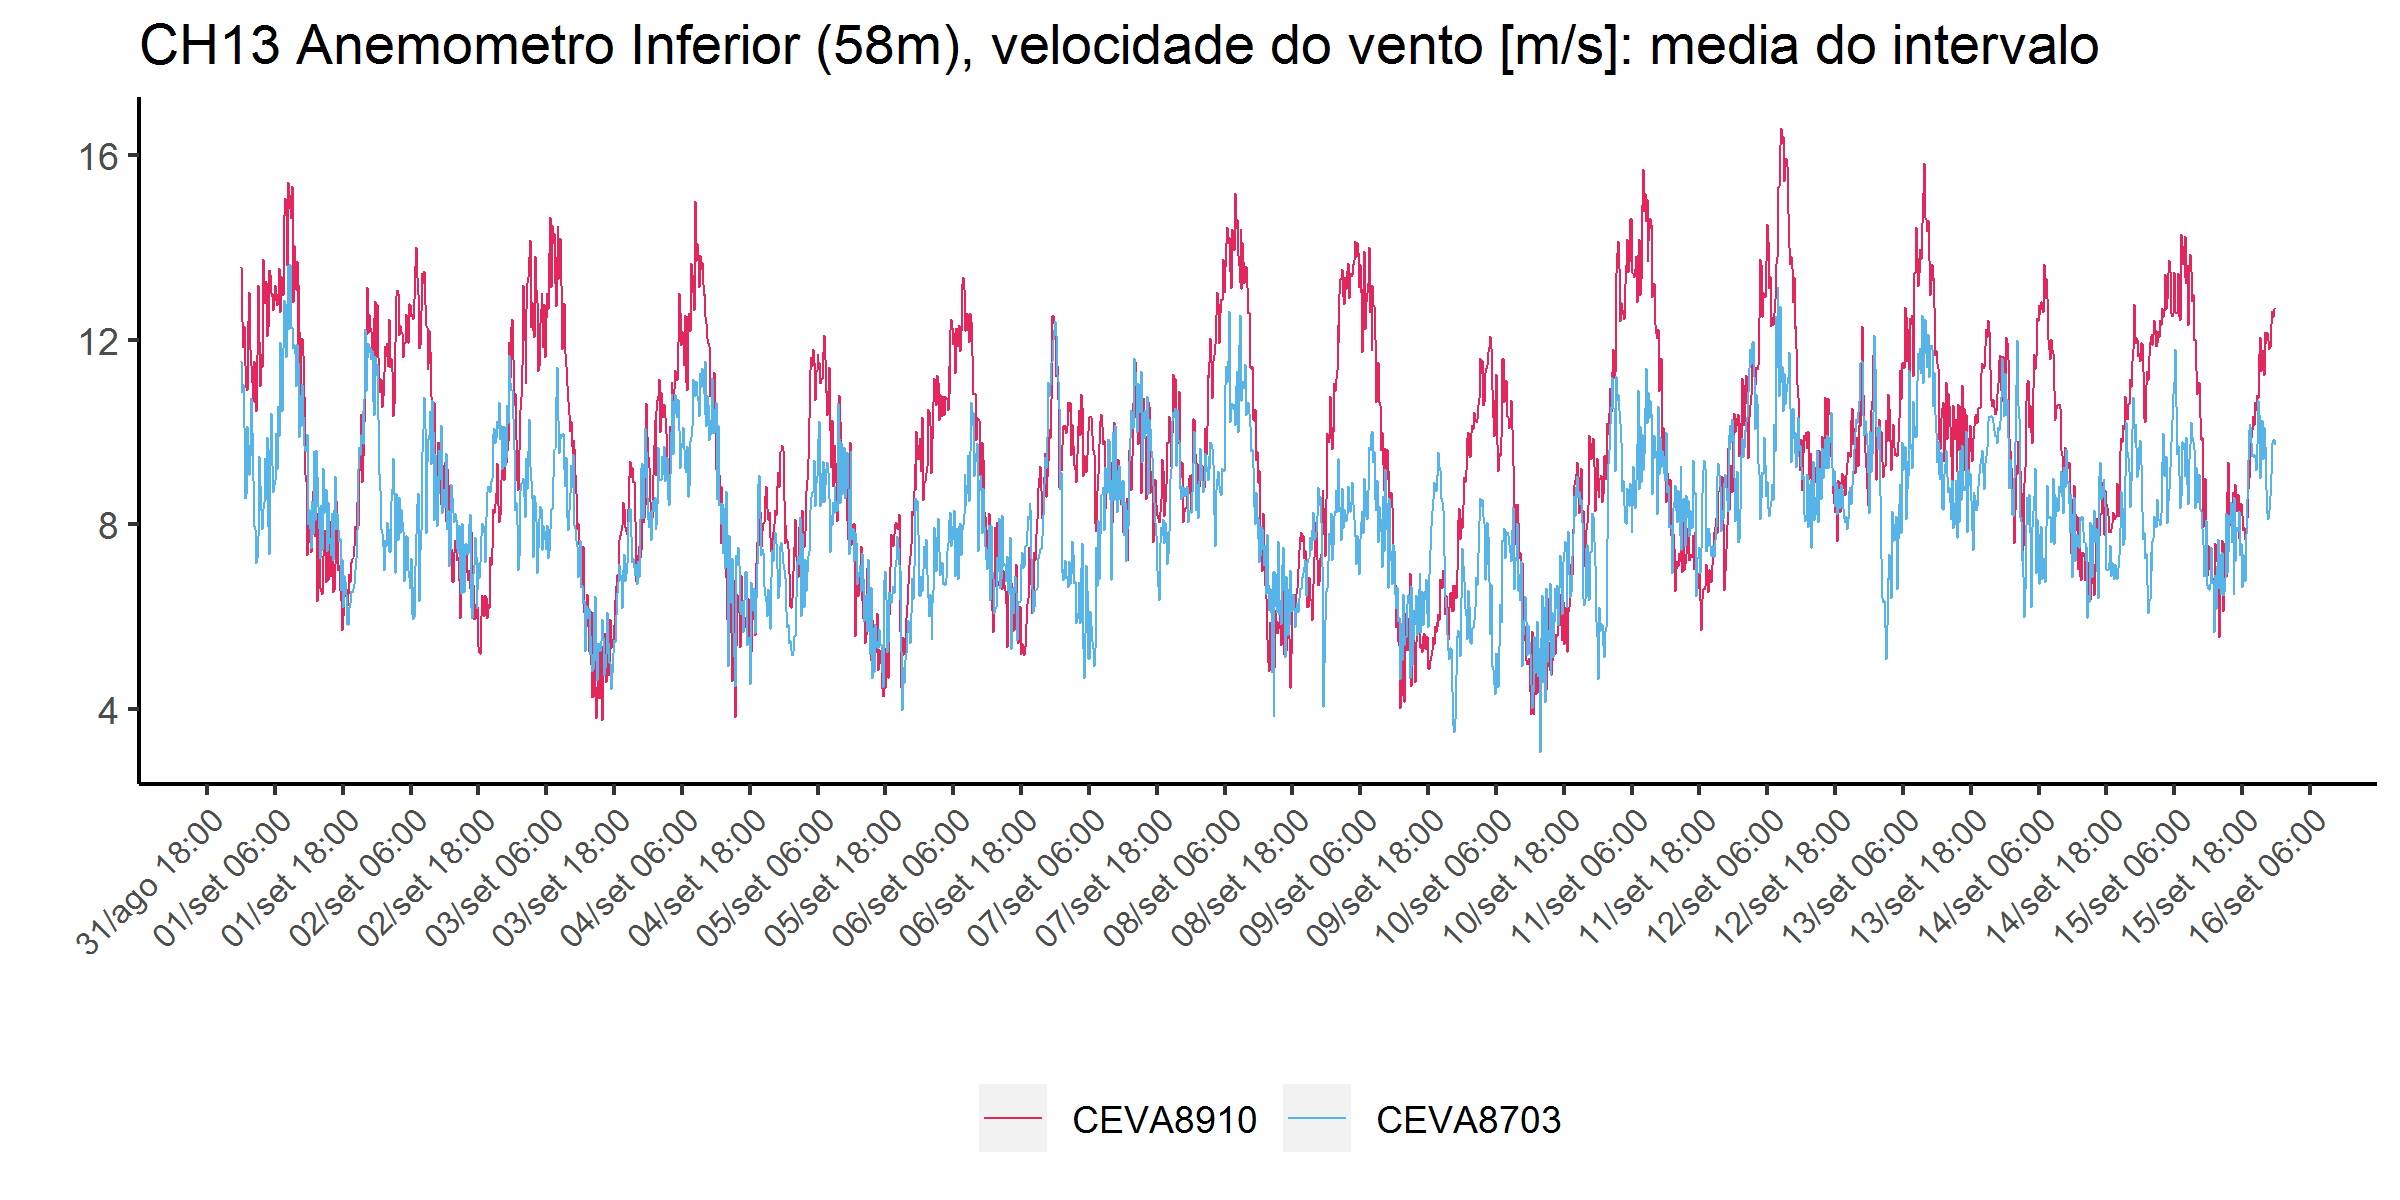 CH13 Anemometro Inferior (58m), velocidade do vento [m/s]: media do intervalo
16
12
8
4
31/ago 18:00
01/set 06:00
01/set 18:00
02/set 06:00
02/set 18:00
03/set 06:00
03/set 18:00
04/set 06:00
04/set 18:00
05/set 06:00
05/set 18:00
06/set 06:00
06/set 18:00
07/set 06:00
07/set 18:00
08/set 06:00
08/set 18:00
09/set 06:00
09/set 18:00
10/set 06:00
10/set 18:00
11/set 06:00
11/set 18:00
12/set 06:00
12/set 18:00
13/set 06:00
13/set 18:00
14/set 06:00
14/set 18:00
15/set 06:00
15/set 18:00
16/set 06:00
CEVA8910 CEVA8703